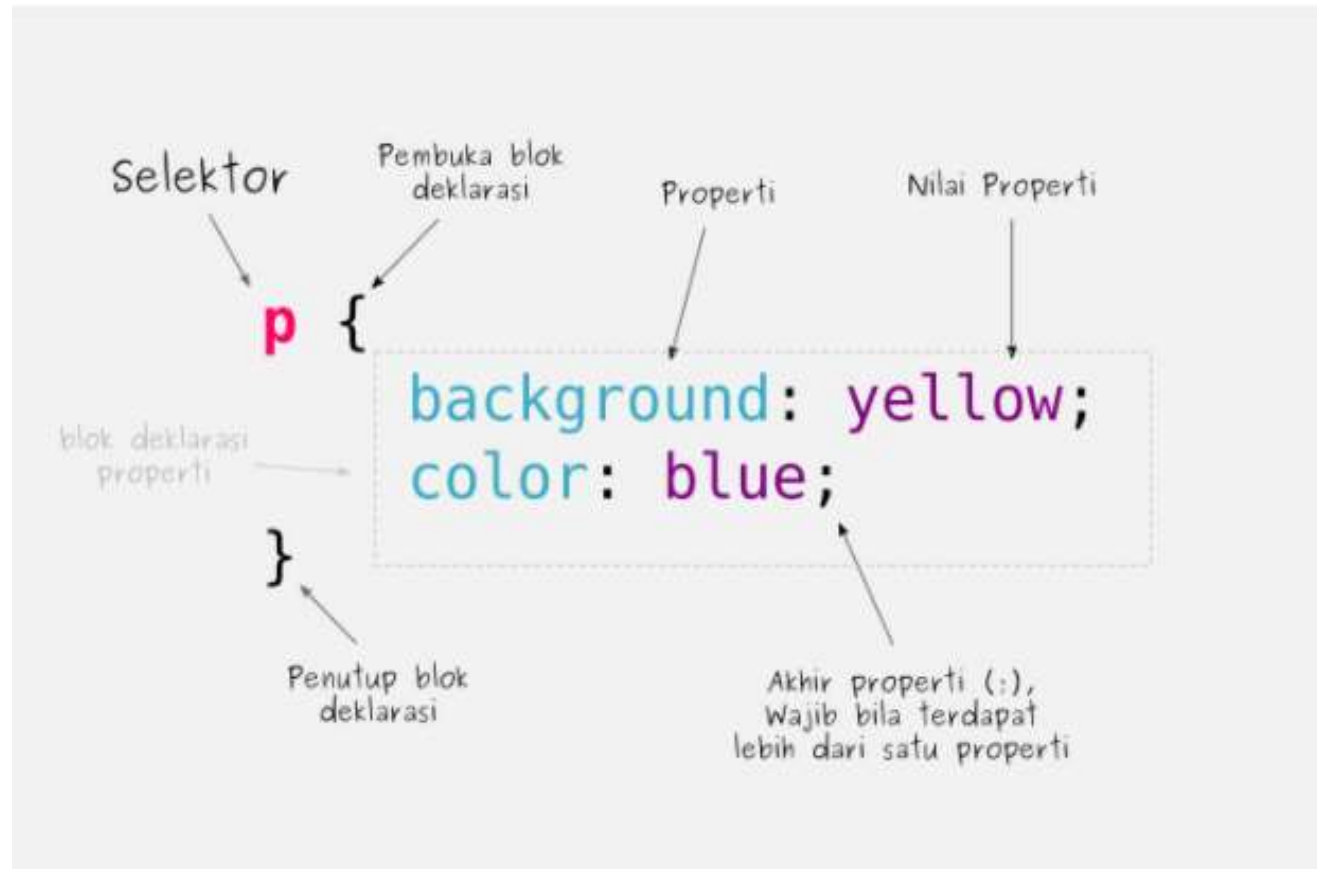 Selektor
Pembuka blok
deklarasi
Properti
Nilai Properti
p {
background: yellow;
color: blue;
blok deklarasi
properti
}
Penutup blok
deklarasi
Akhir properti (;),
Wajib bila terdapat
lebih dari satu properti